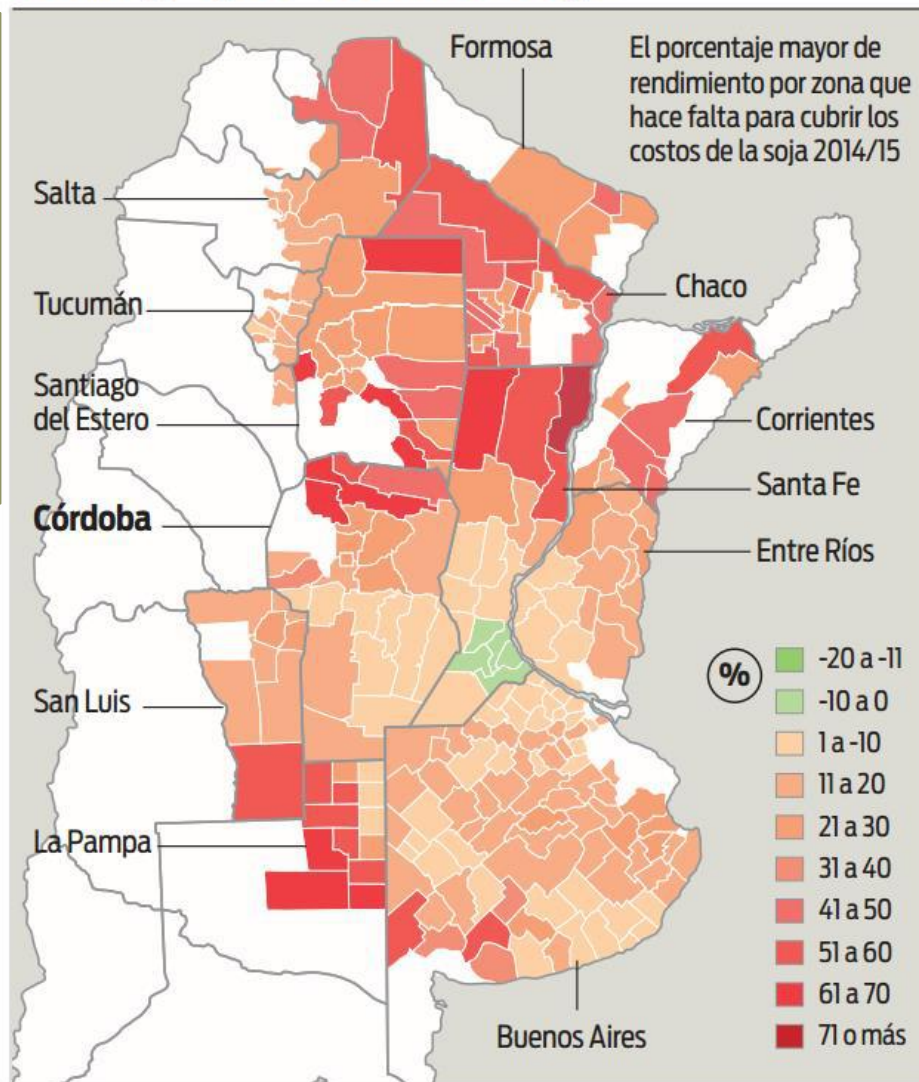 Formosa
El porcentaje mayor de
rendimiento por zona que
hace falta para cubrir los
costos de la soja 2014/15
Salta
Tucumán
Chaco
Santiago
del Estero
Corrientes
Santa Fe
Córdoba
Entre Ríos
San Luis
La Pampa
Buenos Aires
%
-20 a -11
-10 a 0
1 a -10
11 a 20
21 a 30
31 a 40
41 a 50
51 a 60
61 a 70
71 o más